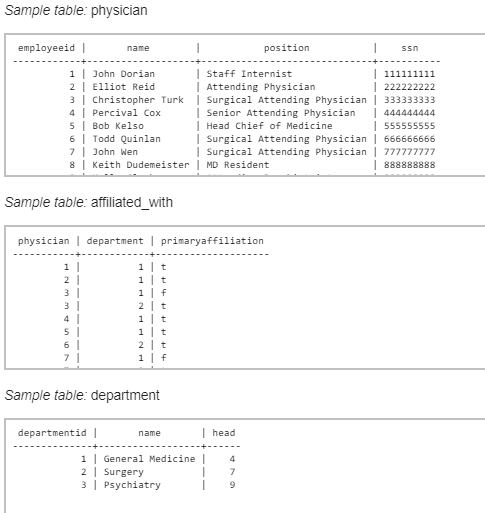 Sample table: physician
employeeid | name | position | ssn
-----------+-------------------+------------------------------+-----------
1 | John Dorian | Staff Internist | 111111111
2 | Elliot Reid | Attending Physician | 222222222
3 | Christopher Turk | Surgical Attending Physician | 333333333
4 | Percival Cox | Senior Attending Physician | 444444444
5 | Bob Kelso | Head Chief of Medicine | 555555555
6 | Todd Quinlan | Surgical Attending Physician | 666666666
7 | John Wen | Surgical Attending Physician | 777777777
8 | Keith Dudemeister | MD Resident | 888888888
Sample table: affiliated_with
physician | department | primaryaffiliation
-----------+------------+--------------------
1 | 1 | t
2 | 1 | t
3 | 1 | f
3 | 2 | t
4 | 1 | t
5 | 1 | t
6 | 2 | t
7 | 1 | f
Sample table: department
departmentid | name | head
--------------+------------------+------
1 | General Medicine | 4
2 | Surgery | 7
3 | Psychiatry | 9